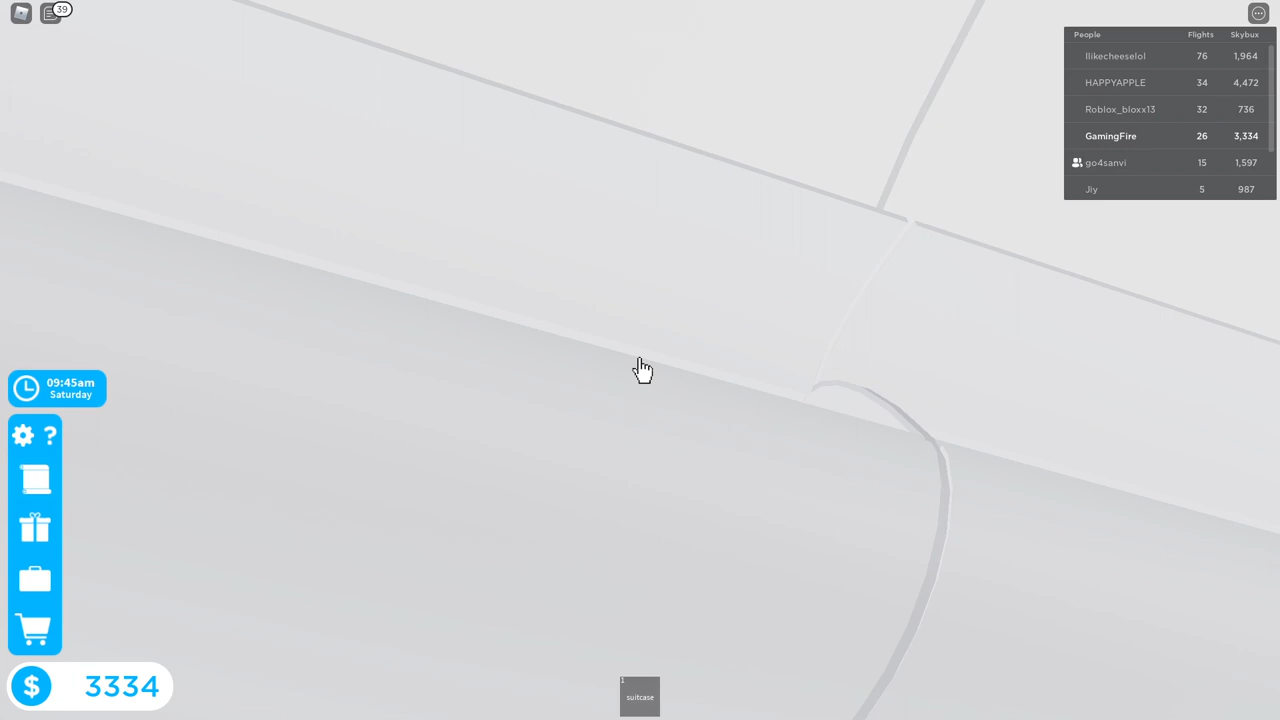 39
People Flights Skybux
llikecheeselol 76 1,964
HAPPYAPPLE 34 4,472
Roblox_bloxx13 32 736
GamingFire 26 3,334
go4sanvi 15 1,597
Jiy 5 987
09:45am
Saturday
?
$ 3334
1
suitcase